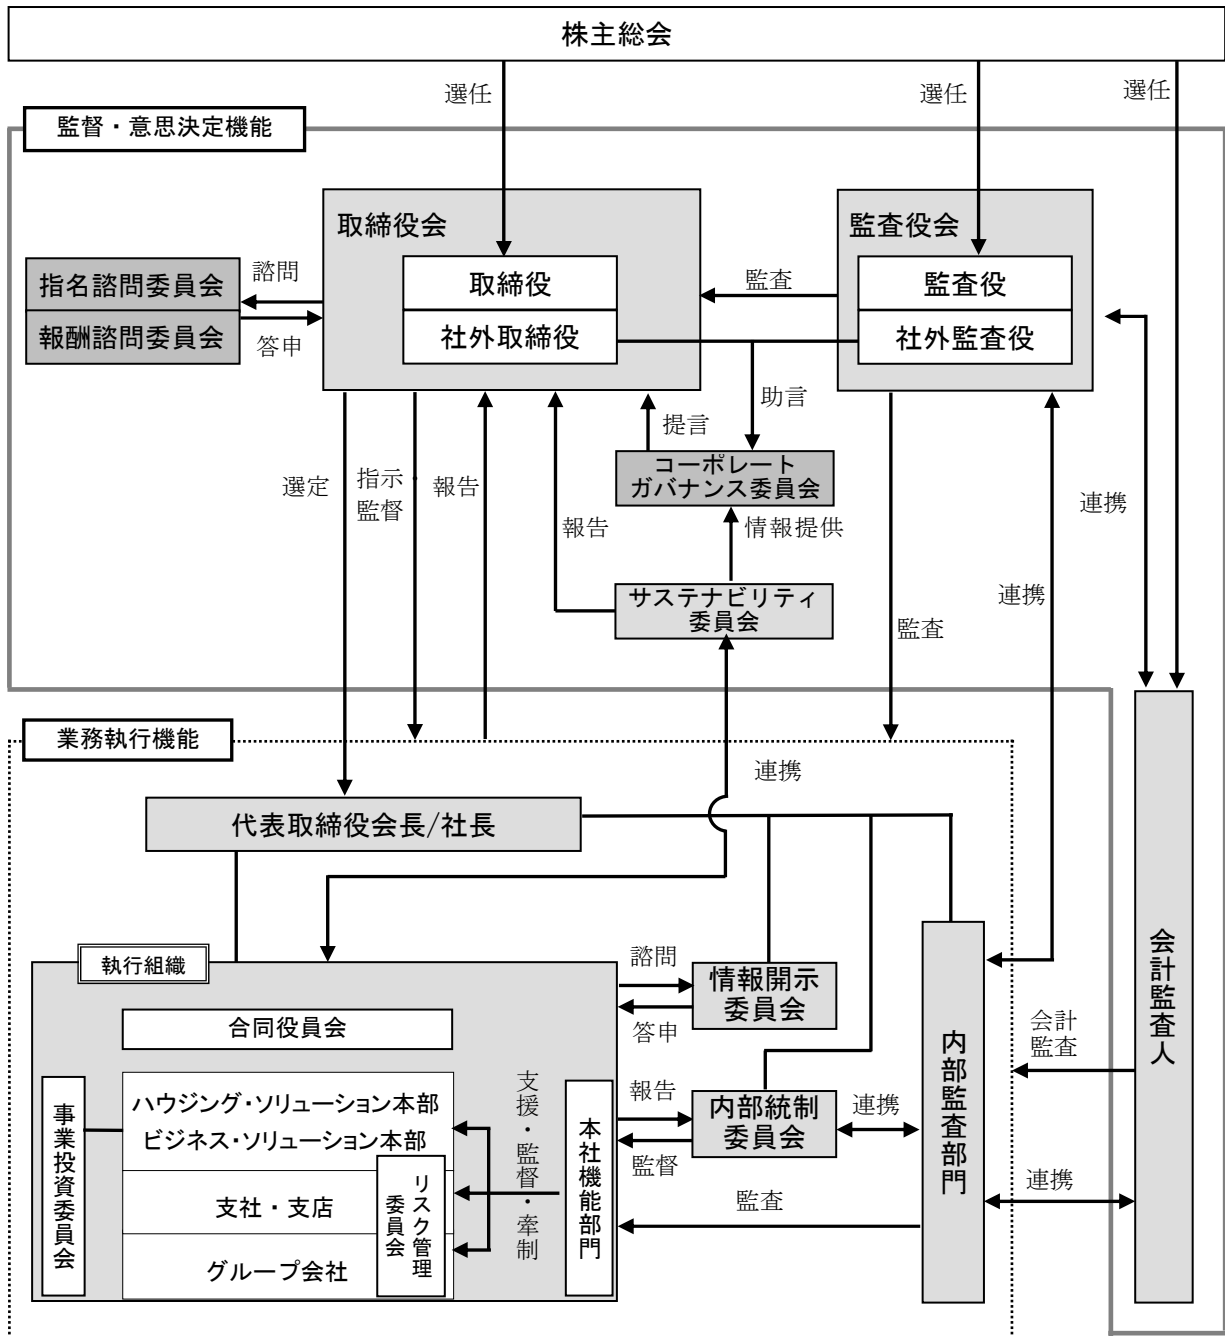 株主総会
選任
選任
選任
監督・意思決定機能
取締役会
監査役会
取締役
社外取締役
監査役
社外監査役
指名諮問委員会
報酬諮問委員会
諮問
答申
監査
助言
提言
コーポレート
ガバナンス委員会
選定
指示・
監督
報告
報告
情報提供
連携
連携
サステナビリティ
委員会
監査
業務執行機能
連携
代表取締役会長/社長
執行組織
合同役員会
諮問
答申
情報開示
委員会
内部監査部門
会計監査人
会計
監査
事業投資委員会
ハウジング・ソリューション本部
ビジネス・ソリューション本部
支社・支店
グループ会社
リスク管理
委員会
支援・監督・牽制
本社機能部門
報告
監督
内部統制
委員会
連携
連携
監査